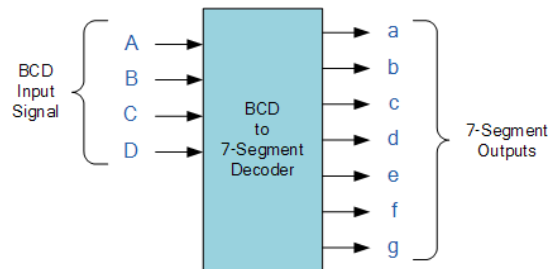 BCD
Input
Signal
A
B
C
D
BCD
to
7-Segment
Decoder
a
b
c
d
e
f
g
7-Segment
Outputs